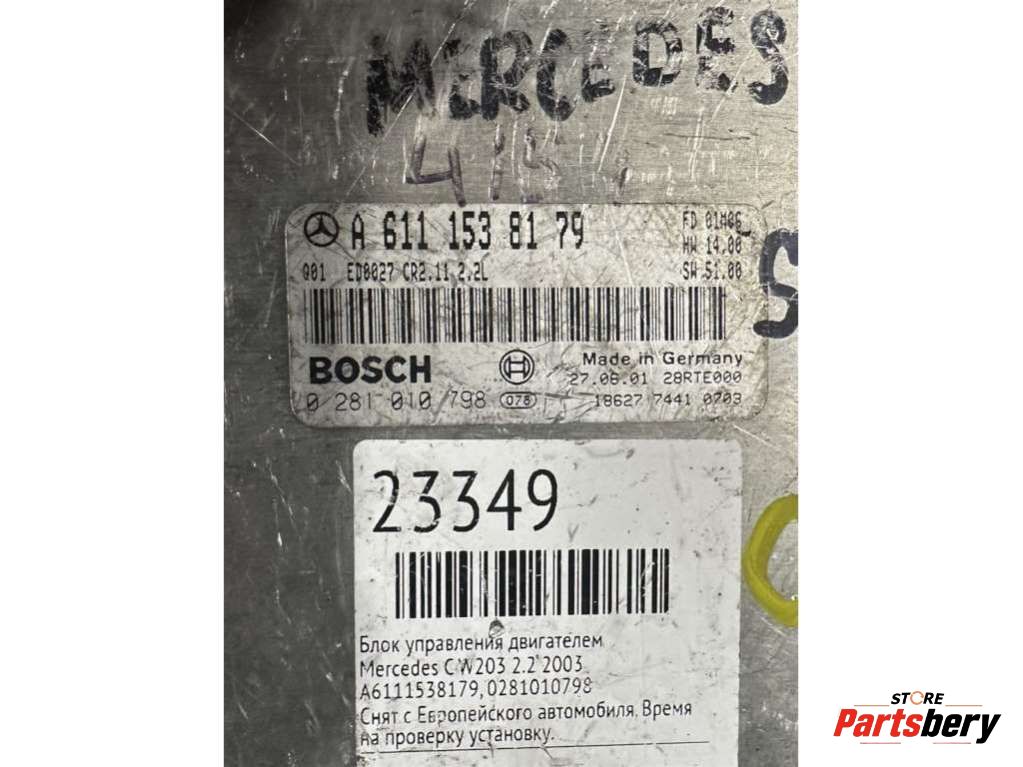 MERCEDES
A 611 153 81 79
FD 01M06
HW 14.00
Q01 ED0027 CR2.11 2.2L
SW 51.00
S
BOSCH
Made in Germany
27.06.01 28RTE000
0 281 010 798 078
18627 7441 0703
23349
Блок управления двигателем
Mercedes C W203 2.2 2003
A6111538179,0281010798
Снят с Европейского автомобиля. Время
на проверку установку.
STORE
Partsbery